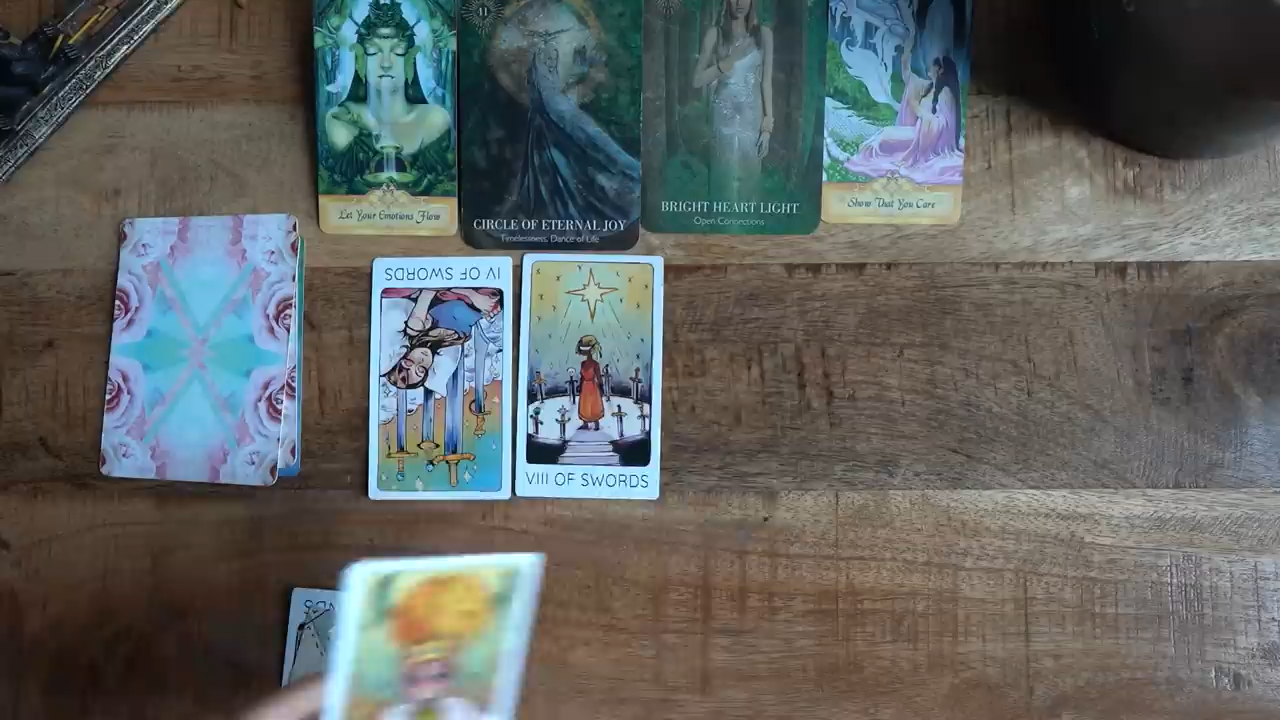 11
Let Your Emotions Flow
CIRCLE OF ETERNAL JOY
Timelessness, Dance of Life
BRIGHT HEART LIGHT
Open Connections
Show That You Care
IV OF SWORDS
VIII OF SWORDS